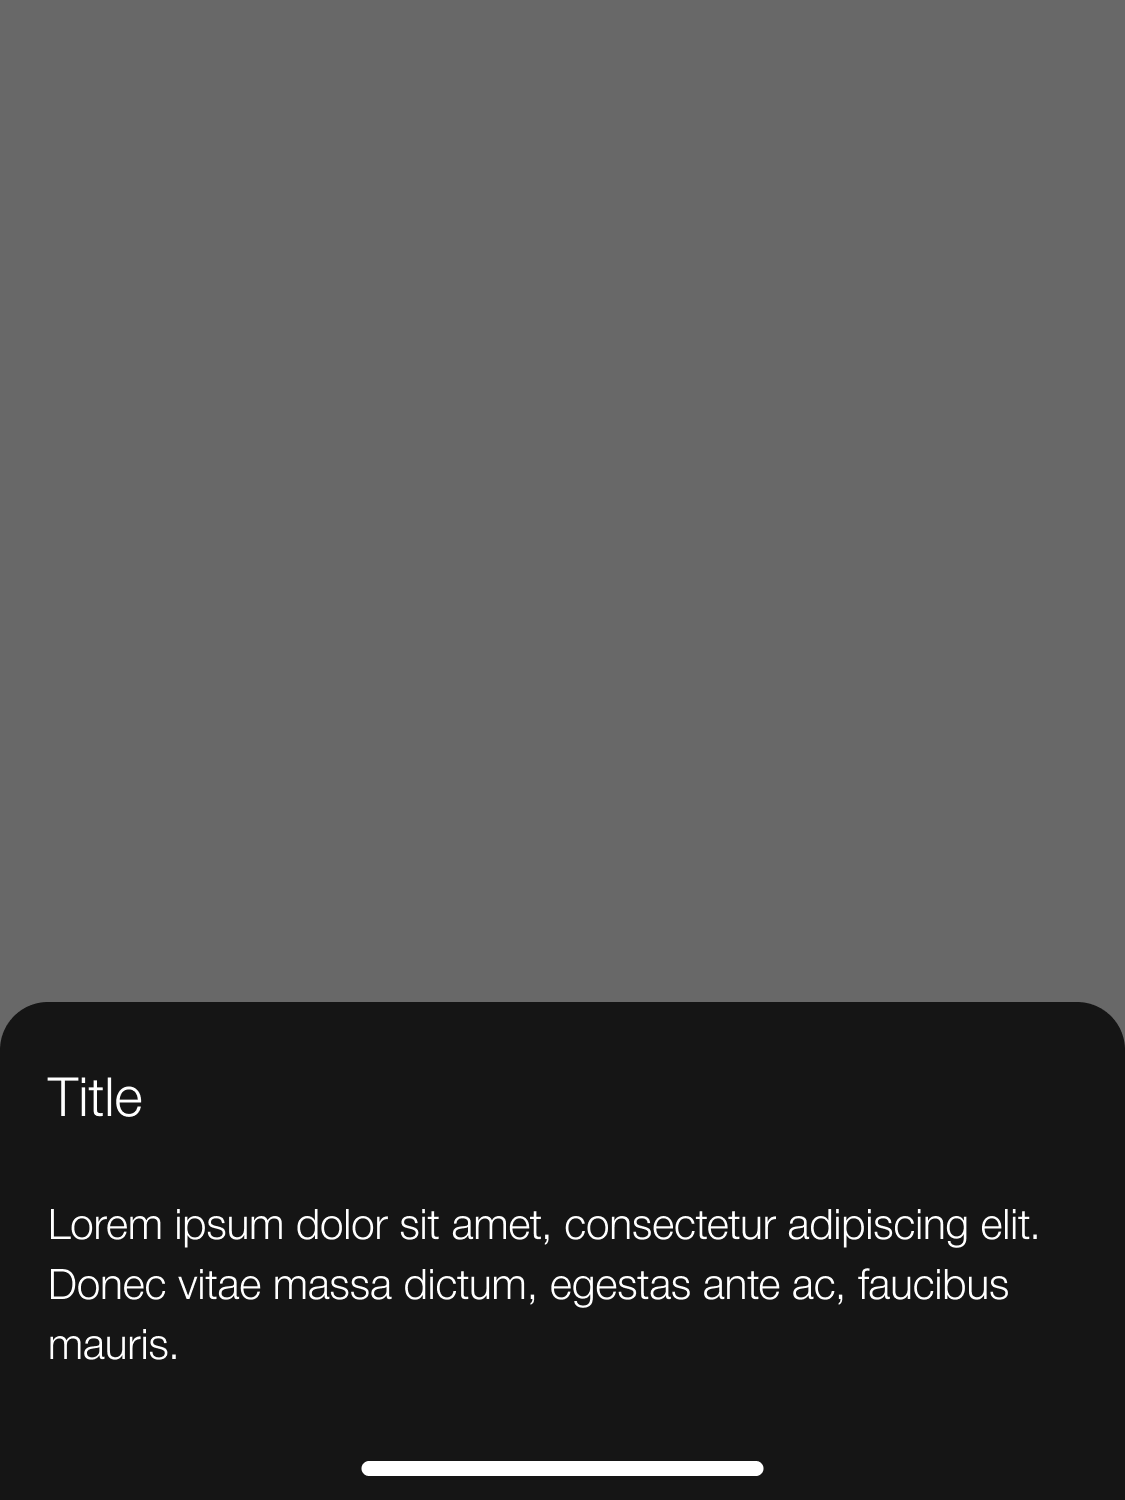 Title
Lorem ipsum dolor sit amet, consectetur adipiscing elit.
Donec vitae massa dictum, egestas ante ac, faucibus
mauris.